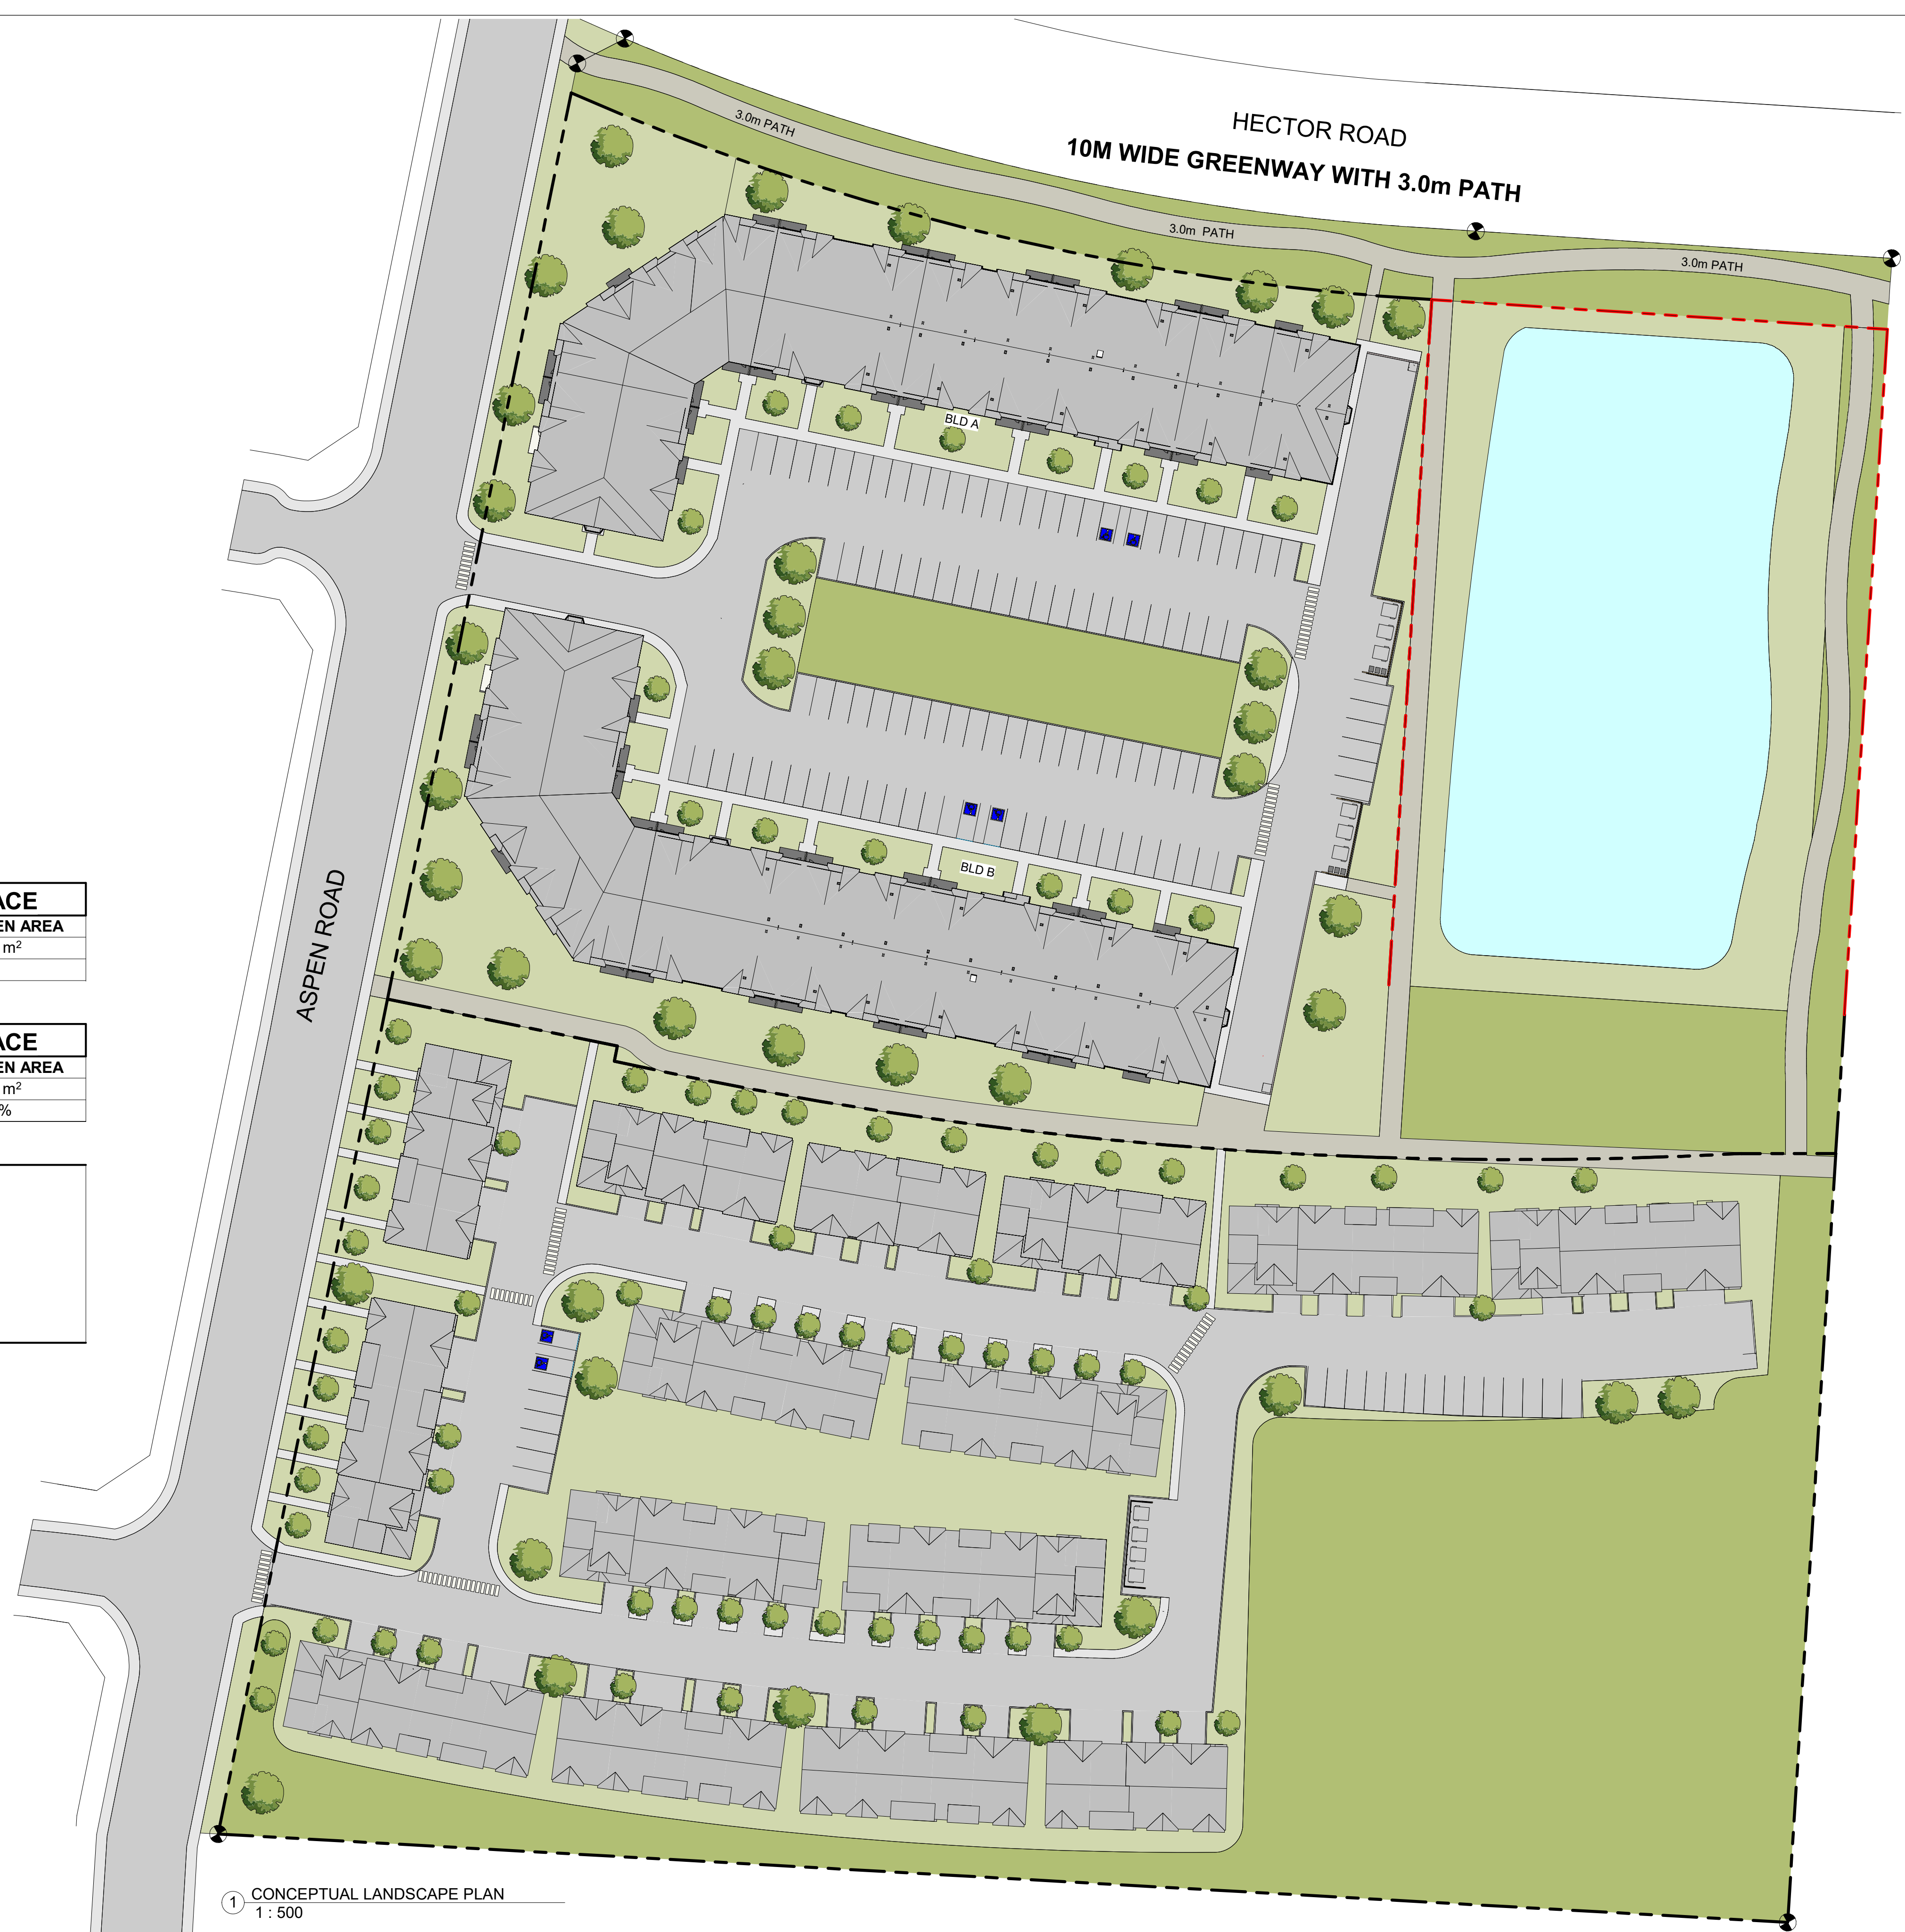 HECTOR ROAD
10M WIDE GREENWAY WITH 3.0m PATH
3.0m PATH
3.0m PATH
3.0m PATH
BLD A
BLD B
ASPEN ROAD
ACE
EN AREA
m²
ACE
EN AREA
m²
%
1 CONCEPTUAL LANDSCAPE PLAN
1 : 500